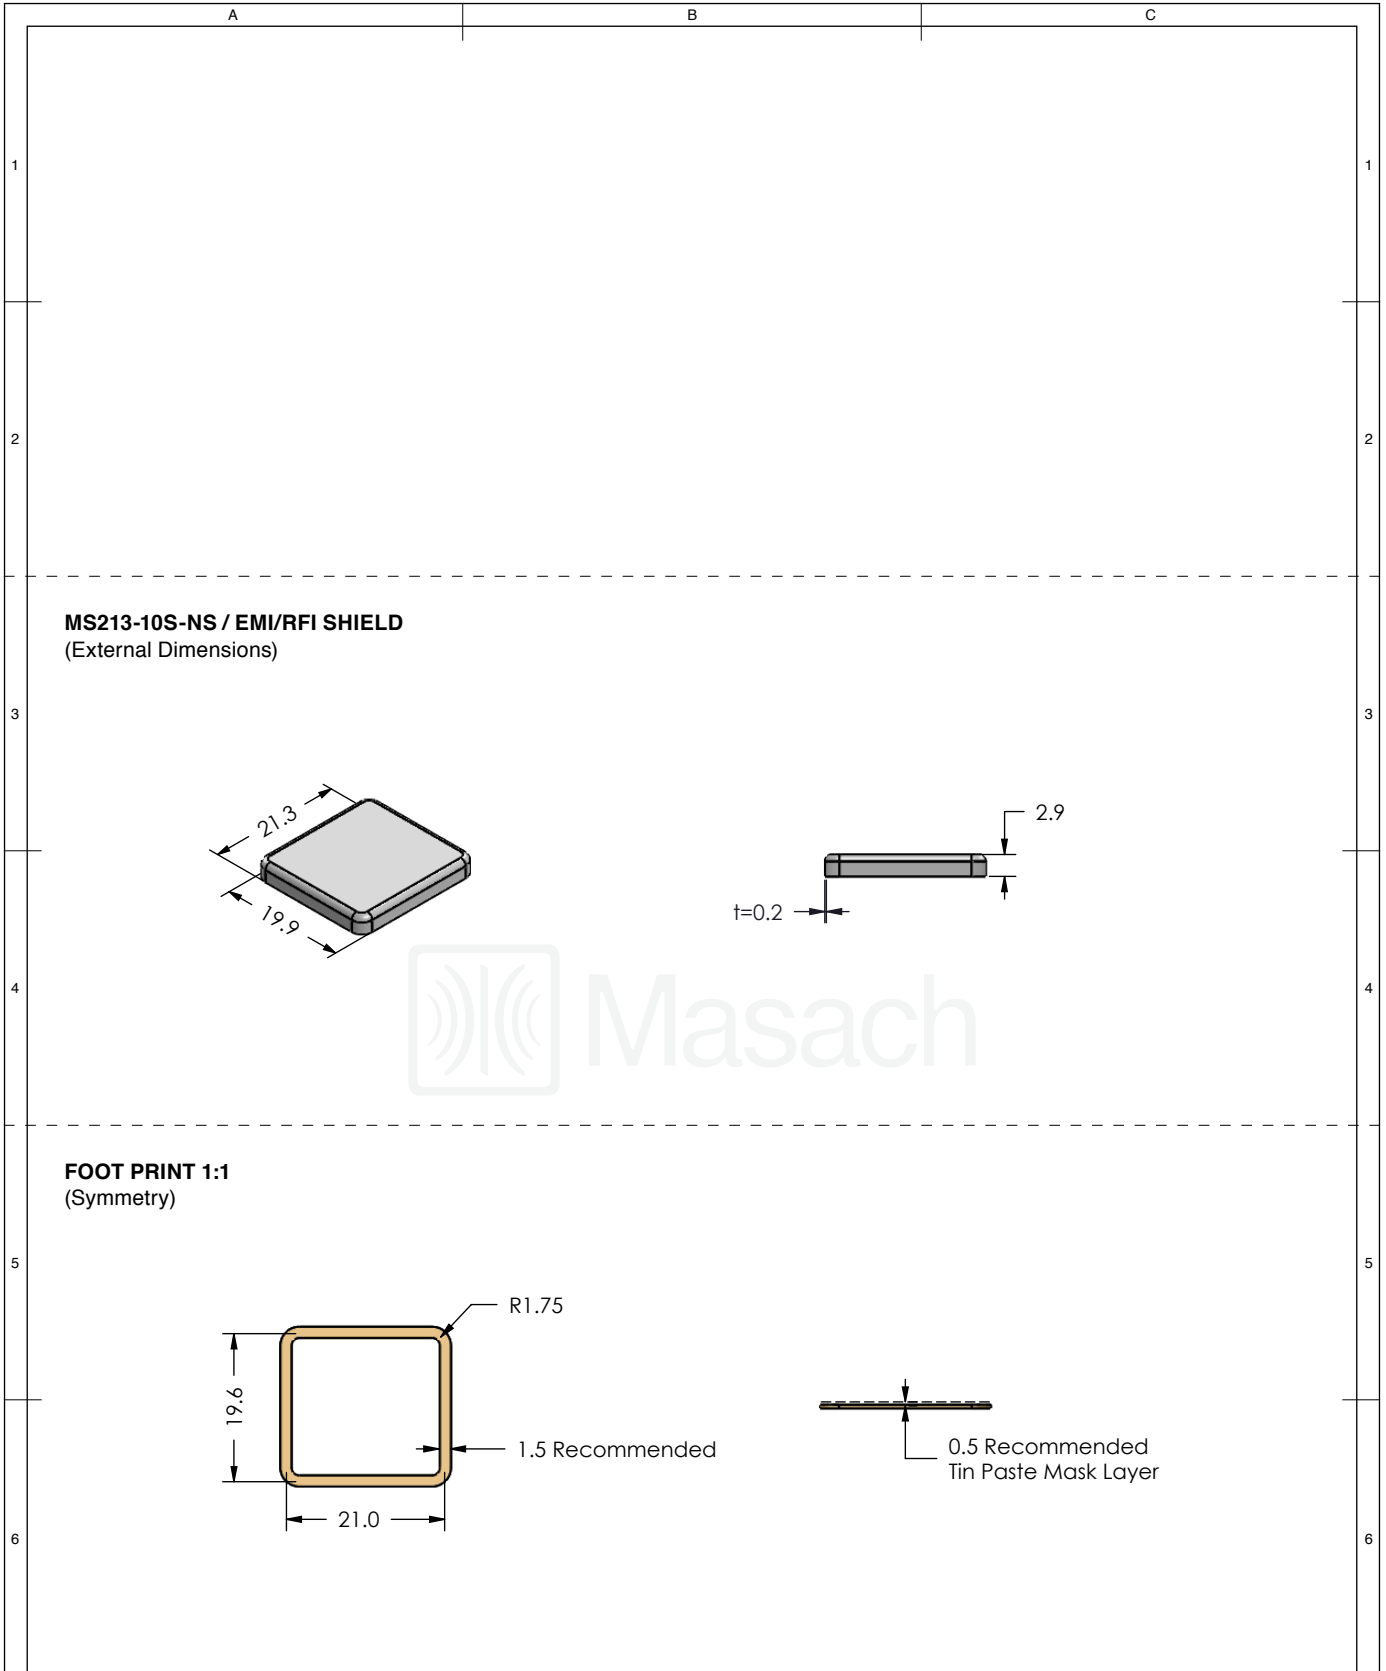 A B C
1 1
2 2
MS213-10S-NS / EMI/RFI SHIELD
(External Dimensions)
3 3
21.3
2.9
19.9
t=0.2
4 4
Masach
FOOT PRINT 1:1
(Symmetry)
5 5
R1.75
19.6
1.5 Recommended
0.5 Recommended
Tin Paste Mask Layer
21.0
6 6